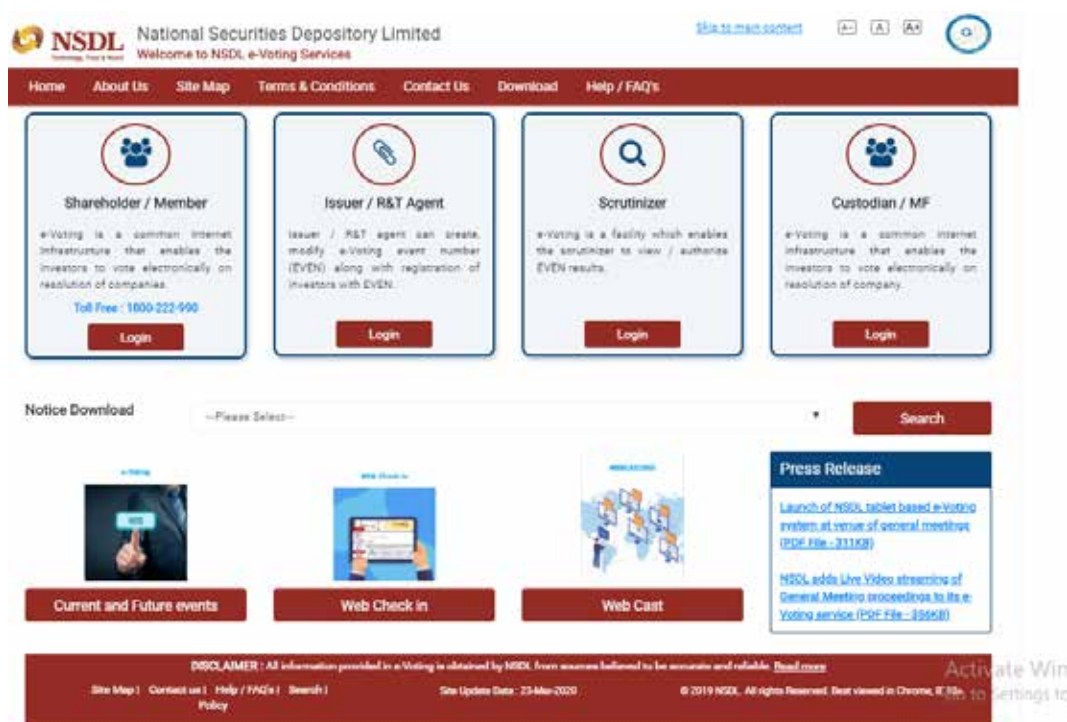 NSDL
Technology, Trust & Reach
National Securities Depository Limited
Welcome to NSDL e-Voting Services
Skip to main content
A-
A
A+
Home About Us Site Map Terms & Conditions Contact Us Download Help / FAQ's
Shareholder / Member
e-Voting is a common internet
infrastructure that enables the
investors to vote electronically on
resolution of companies.
Toll Free : 1800-222-990
Login
Issuer / R&T Agent
Issuer / R&T agent can create,
modify e-Voting event number
(EVEN) along with registration of
investors with EVEN.
Login
Scrutinizer
e-Voting is a facility which enables
the scrutinizer to view / authorize
EVEN results.
Login
Custodian / MF
e-Voting is a common internet
infrastructure that enables the
investors to vote electronically on
resolution of company.
Login
Notice Download
--Please Select--
Search
e-Voting
Current and Future events
WEB Check in
Web Check in
Web Cast
Press Release
Launch of NSDL tablet based e-Voting
system at venue of general meetings
(PDF File - 311KB)
NSDL adds Live Video streaming of
General Meeting proceedings to its e-
Voting service (PDF File - 356KB)
DISCLAIMER : All information provided in e-Voting is obtained by NSDL from sources believed to be accurate and reliable. Read more
Site Map | Contact us | Help / FAQ's | Search |
Policy
Site Update Date : 23-Mar-2020
© 2019 NSDL. All rights Reserved. Best viewed in Chrome,
Activate Win
to Settings to